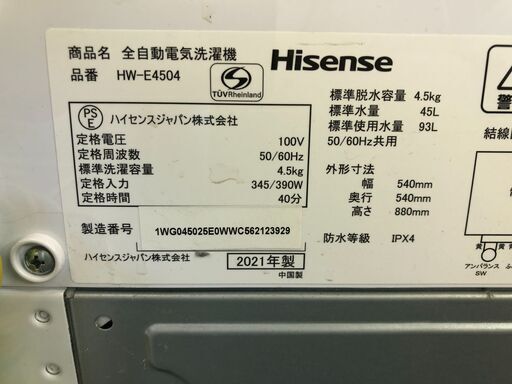 商品名 全自動電気洗濯機
品番 HW-E4504
S
TÜVRheinland
Hisense
PS
E
ハイセンスジャパン株式会社
定格電圧 100V
定格周波数 50/60Hz
標準洗濯容量 4.5kg
定格入力 345/390W
定格時間 40分
製造番号 1WG045025E0WWC562123929
ハイセンスジャパン株式会社 2021年製
中国製
標準脱水容量 4.5kg
標準水量 45L
標準使用水量 93L
50/60Hz共用
外形寸法
幅 540mm
奥行 540mm
高さ 880mm
防水等級 IPX4
警
結線
黄 黄
アンバランス
SW